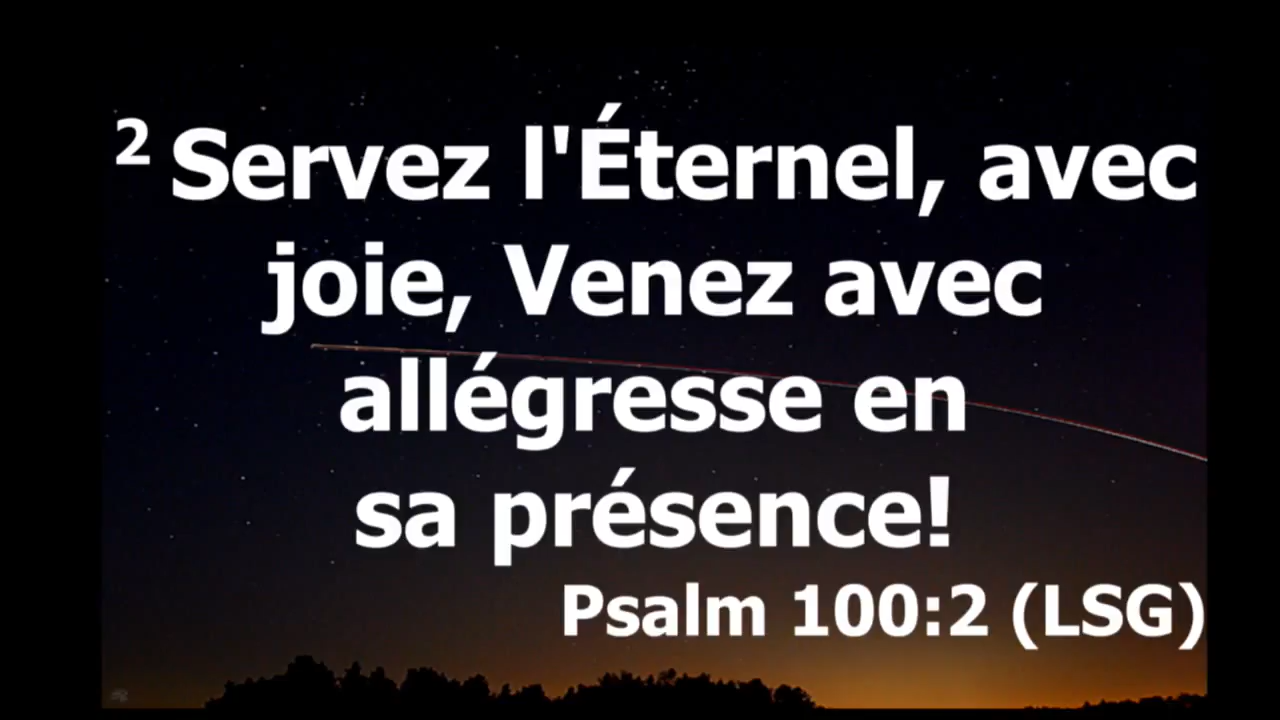 2 Servez l'Éternel, avec
joie, Venez avec
allégresse en
sa présence!
Psalm 100:2 (LSG)